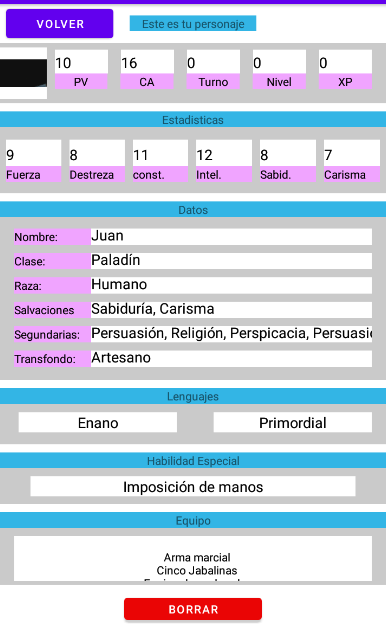 VOLVER
Este es tu personaje
10 16 0 0 0
PV CA Turno Nivel XP
Estadisticas
9 8 11 12 8 7
Fuerza Destreza const. Intel. Sabid. Carisma
Datos
Nombre: Juan
Clase: Paladín
Raza: Humano
Salvaciones Sabiduría, Carisma
Segundarias: Persuasión, Religión, Perspicacia, Persuasió
Transfondo: Artesano
Lenguajes
Enano Primordial
Habilidad Especial
Imposición de manos
Equipo
Arma marcial
Cinco Jabalinas
BORRAR